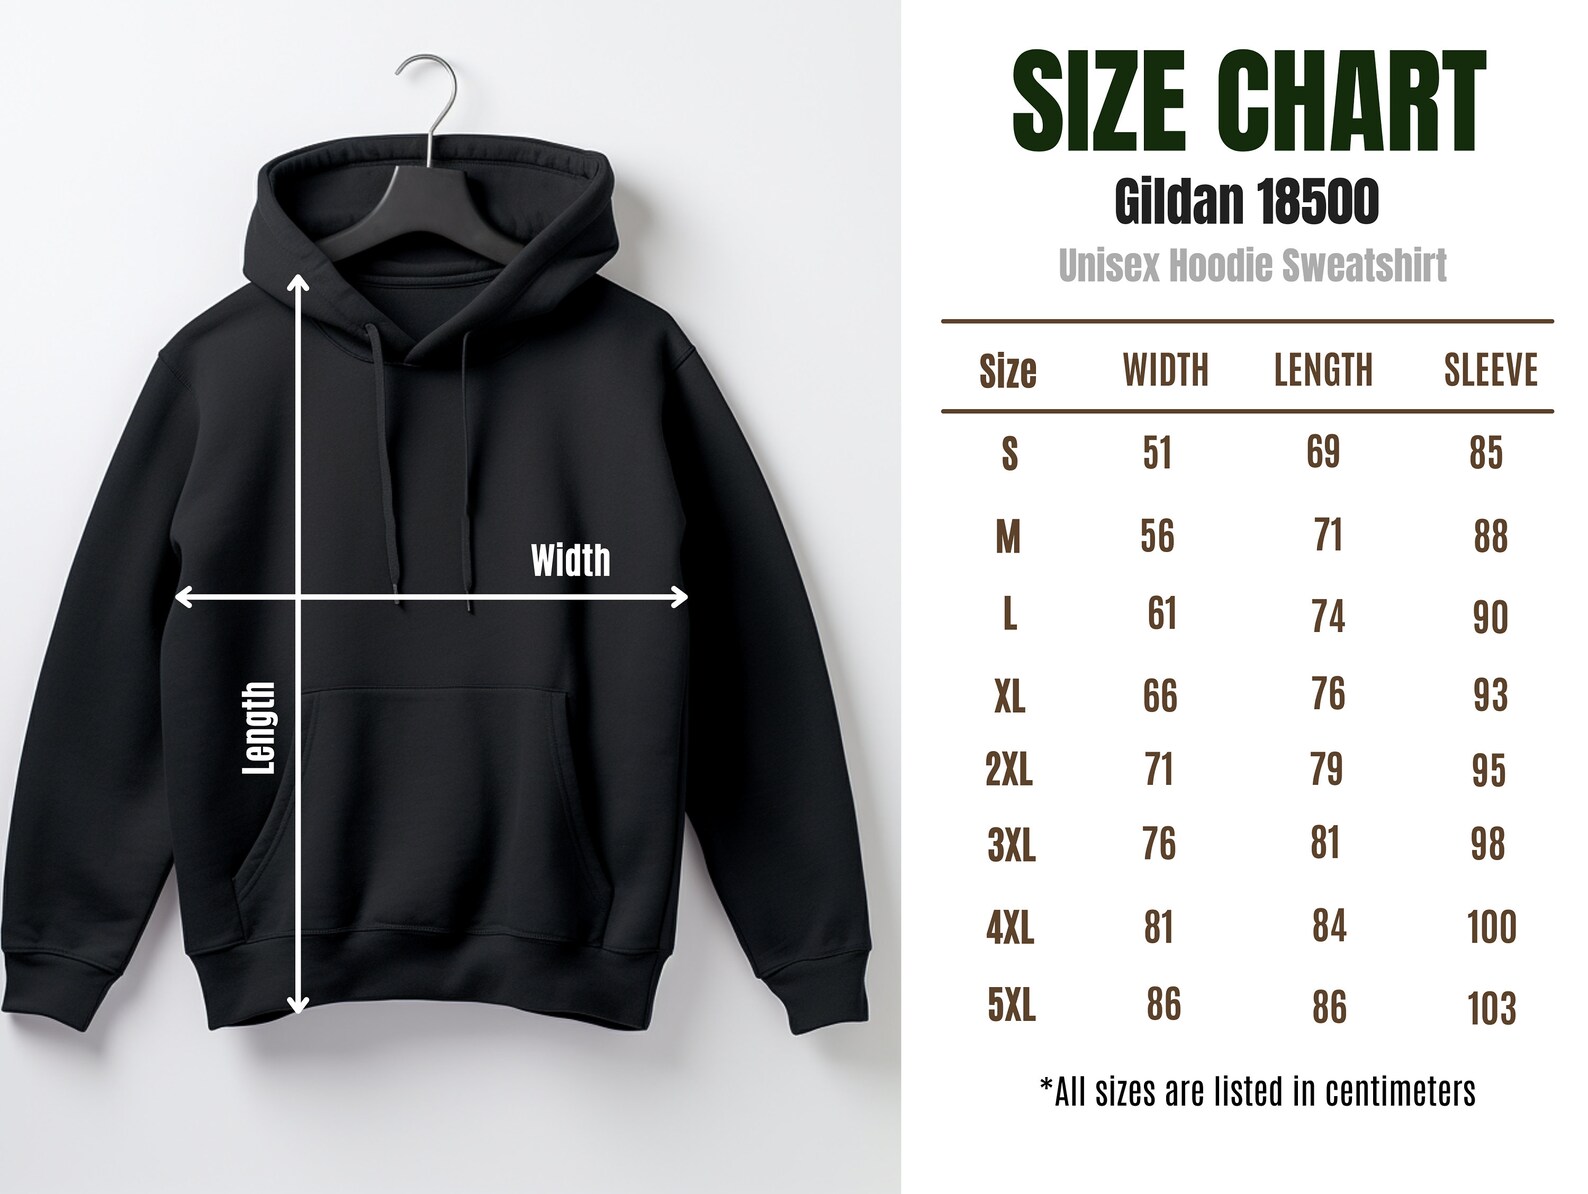 Width
Length
SIZE CHART
Gildan 18500
Unisex Hoodie Sweatshirt
Size WIDTH LENGTH SLEEVE
S 51 69 85
M 56 71 88
L 61 74 90
XL 66 76 93
2XL 71 79 95
3XL 76 81 98
4XL 81 84 100
5XL 86 86 103
*All sizes are listed in centimeters